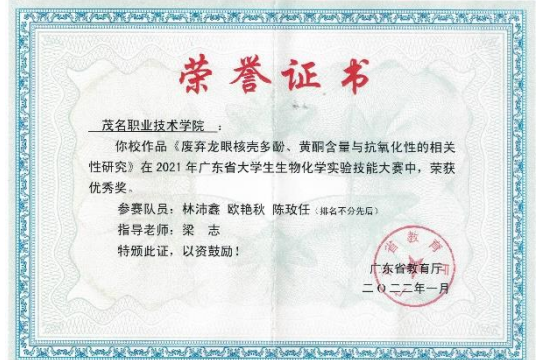 荣誉证书
茂名职业技术学院 :
你校作品《废弃龙眼核壳多酚、黄酮含量与抗氧化性的相关
性研究》在2021年广东省大学生生物化学实验技能大赛中，荣获
优秀奖。
参赛队员：林沛鑫 欧艳秋 陈玫任（排名不分先后）
指导老师：梁 志
特颁此证，以资鼓励！
广东省教育厅
二〇二二年一月